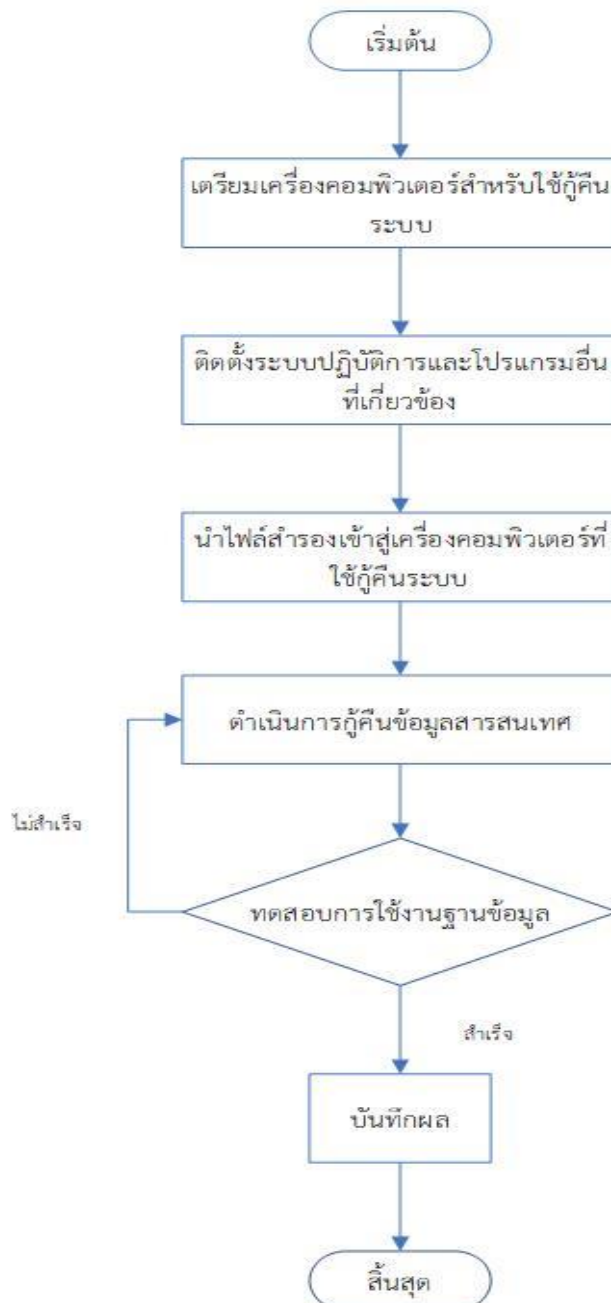 เริ่มต้น
เตรียมเครื่องคอมพิวเตอร์สำหรับใช้กู้คืน
ระบบ
ติดตั้งระบบปฏิบัติการและโปรแกรมอื่น
ที่เกี่ยวข้อง
นำไฟล์สำรองเข้าสู่เครื่องคอมพิวเตอร์ที่
ใช้กู้คืนระบบ
ดำเนินการกู้คืนข้อมูลสารสนเทศ
ไม่สำเร็จ
ทดสอบการใช้งานฐานข้อมูล
สำเร็จ
บันทึกผล
สิ้นสุด